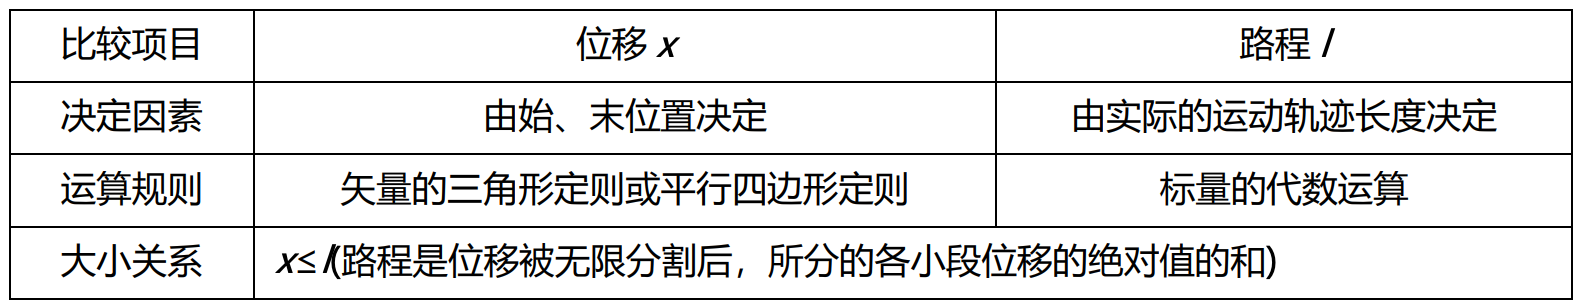 比较项目 位移 x 路程 l
决定因素 由始、末位置决定 由实际的运动轨迹长度决定
运算规则 矢量的三角形定则或平行四边形定则 标量的代数运算
大小关系 x≤l(路程是位移被无限分割后，所分的各小段位移的绝对值的和)